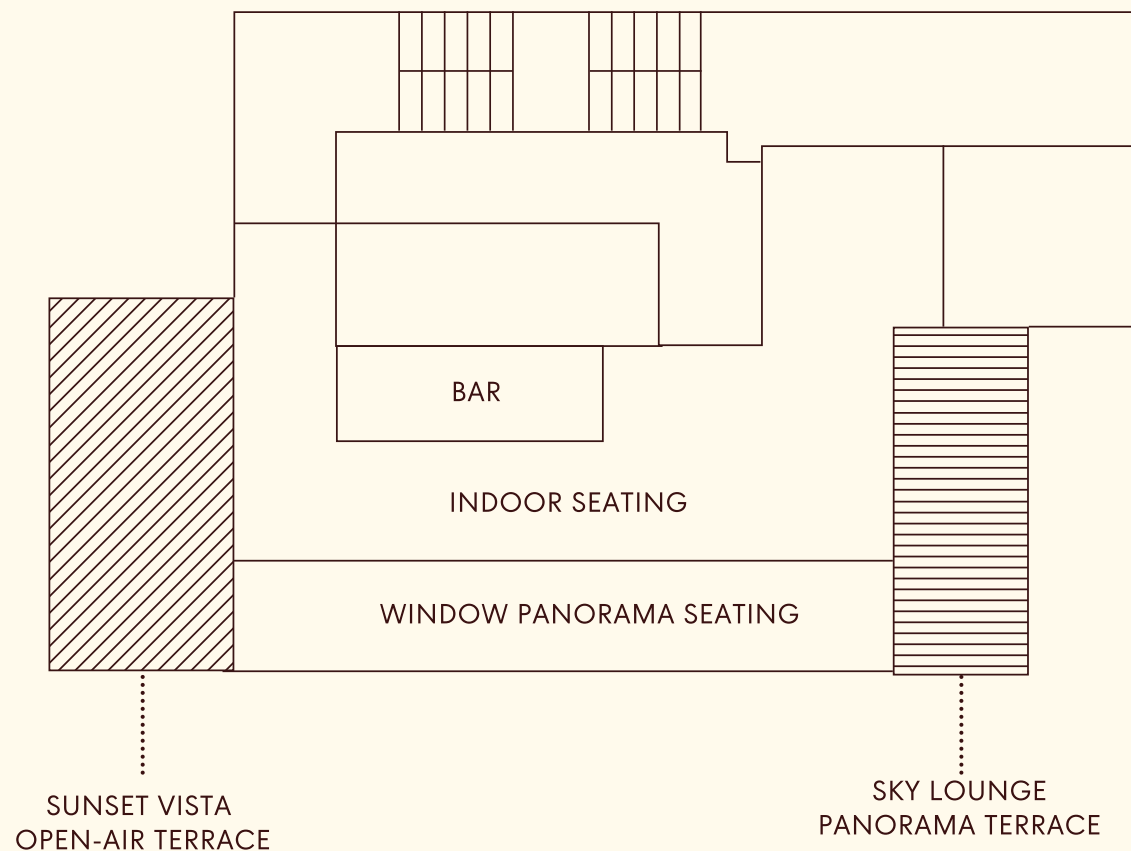 BAR
INDOOR SEATING
WINDOW PANORAMA SEATING
SUNSET VISTA
OPEN-AIR TERRACE
SKY LOUNGE
PANORAMA TERRACE